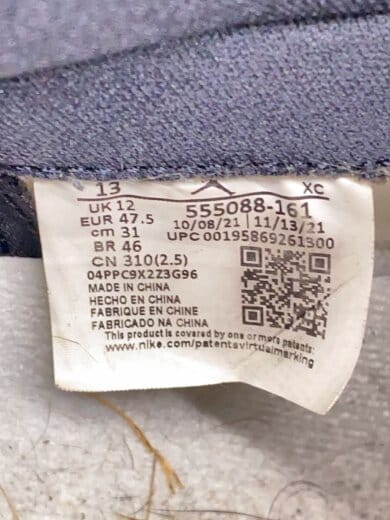 13 XC
UK 12 555088-161
EUR 47.5 10/08/21 | 11/13/21
cm 31 UPC 00195869261300
BR 46
CN 310(2.5)
04PPC9X2Z3G96
MADE IN CHINA
HECHO EN CHINA
FABRIQUE EN CHINE
FABRICADO NA CHINA
This product is covered by one or more patents:
www.nike.com/patentsvirtualmarking